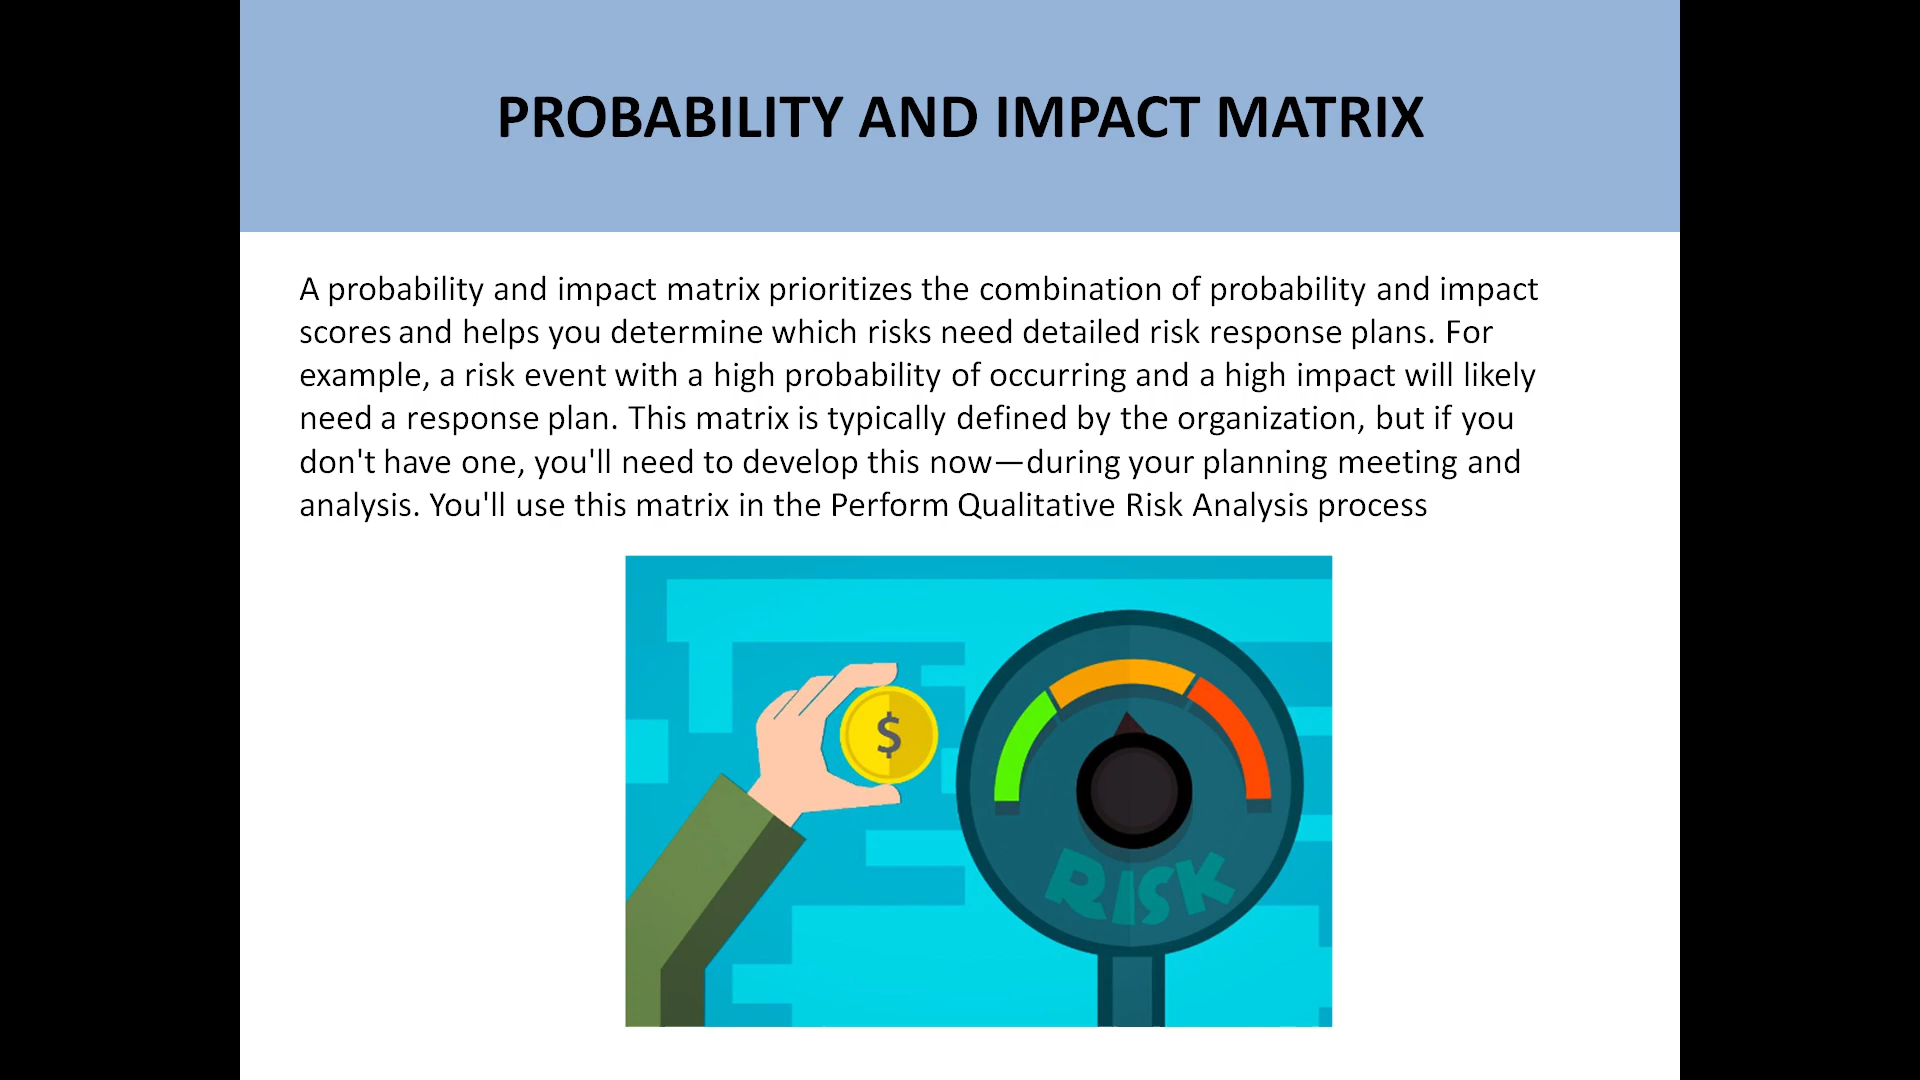 PROBABILITY AND IMPACT MATRIX
A probability and impact matrix prioritizes the combination of probability and impact
scores and helps you determine which risks need detailed risk response plans. For
example, a risk event with a high probability of occurring and a high impact will likely
need a response plan. This matrix is typically defined by the organization, but if you
don't have one, you'll need to develop this now—during your planning meeting and
analysis. You'll use this matrix in the Perform Qualitative Risk Analysis process
$
RISK